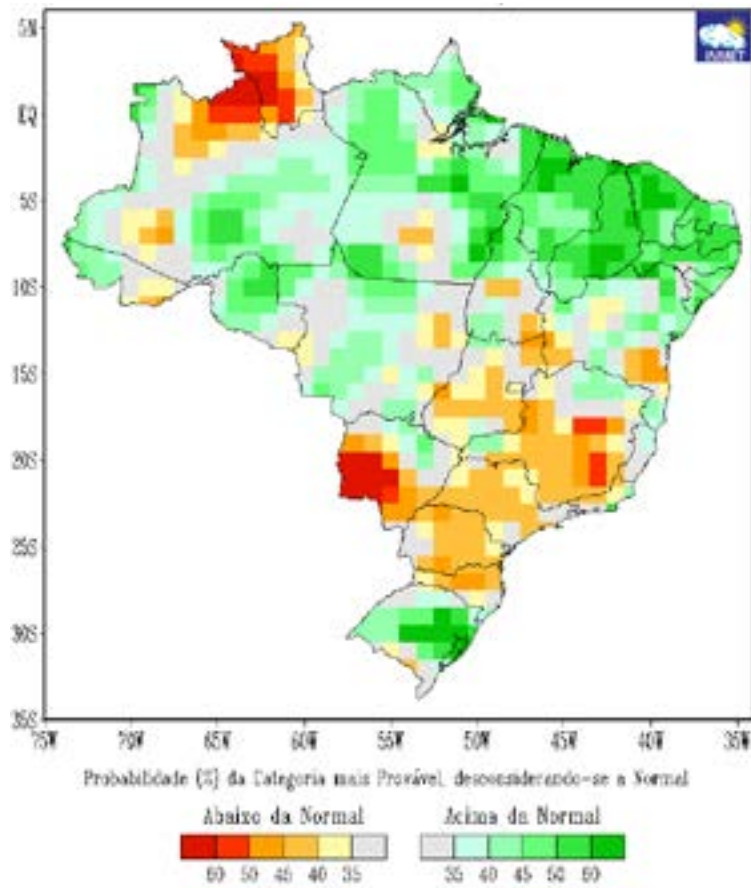 INMET
5N
EQ
5S
10S
15S
20S
25S
30S
35S
75W 70W 65W 60W 55W 50W 45W 40W 35W
Probabilidade (%) da Categoria mais Provável, desconsiderando-se a Normal
Abaixo da Normal Acima da Normal
60 50 45 40 35 35 40 45 50 60